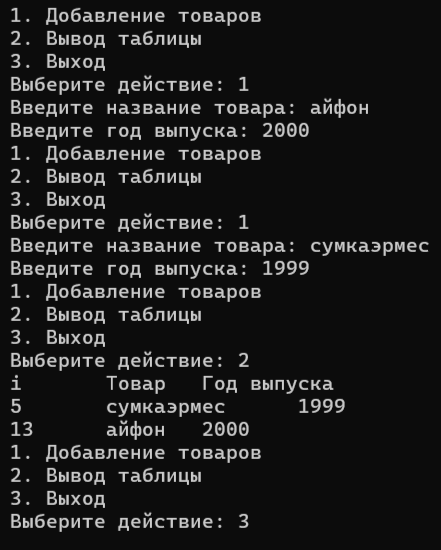 1. Добавление товаров
2. Вывод таблицы
3. Выход
Выберите действие: 1
Введите название товара: айфон
Введите год выпуска: 2000
1. Добавление товаров
2. Вывод таблицы
3. Выход
Выберите действие: 1
Введите название товара: сумкаэрмес
Введите год выпуска: 1999
1. Добавление товаров
2. Вывод таблицы
3. Выход
Выберите действие: 2
i       Товар   Год выпуска
5       сумкаэрмес      1999
13      айфон   2000
1. Добавление товаров
2. Вывод таблицы
3. Выход
Выберите действие: 3